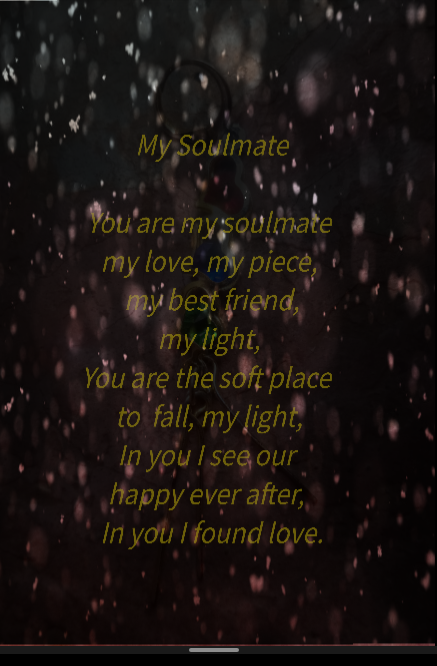 My Soulmate
You are my soulmate
my love, my piece,
my best friend,
my light,
You are the soft place
to fall, my light,
In you I see our
happy ever after,
In you I found love.